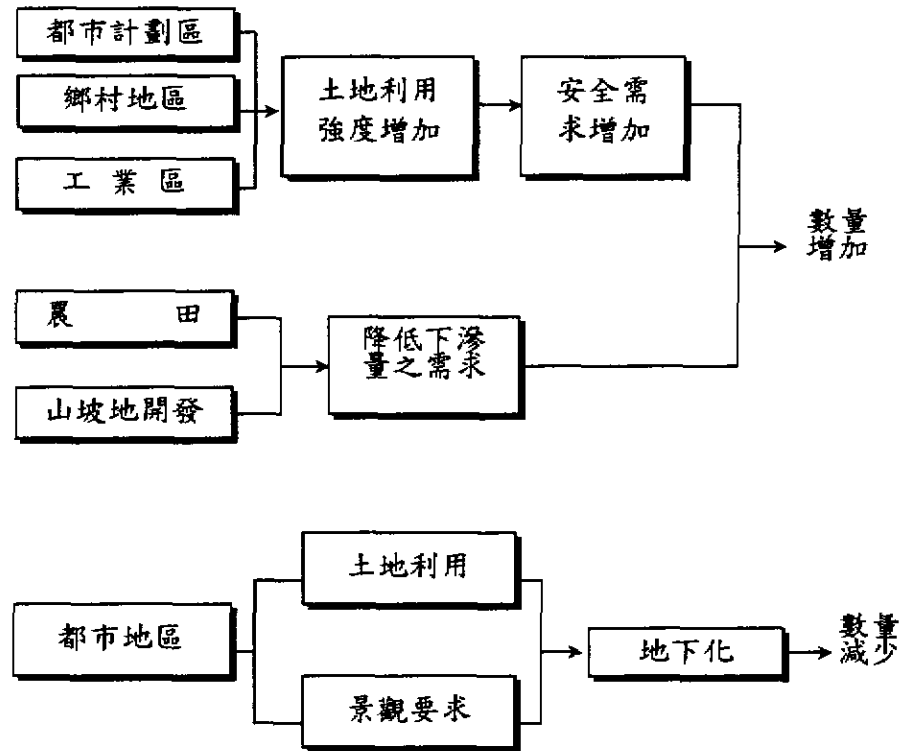 都市計劃區
鄉村地區
工業區
土地利用
強度增加
安全需
求增加
農田
山坡地開發
降低下滲
量之需求
數量
增加
都市地區
土地利用
景觀要求
地下化
數量
減少